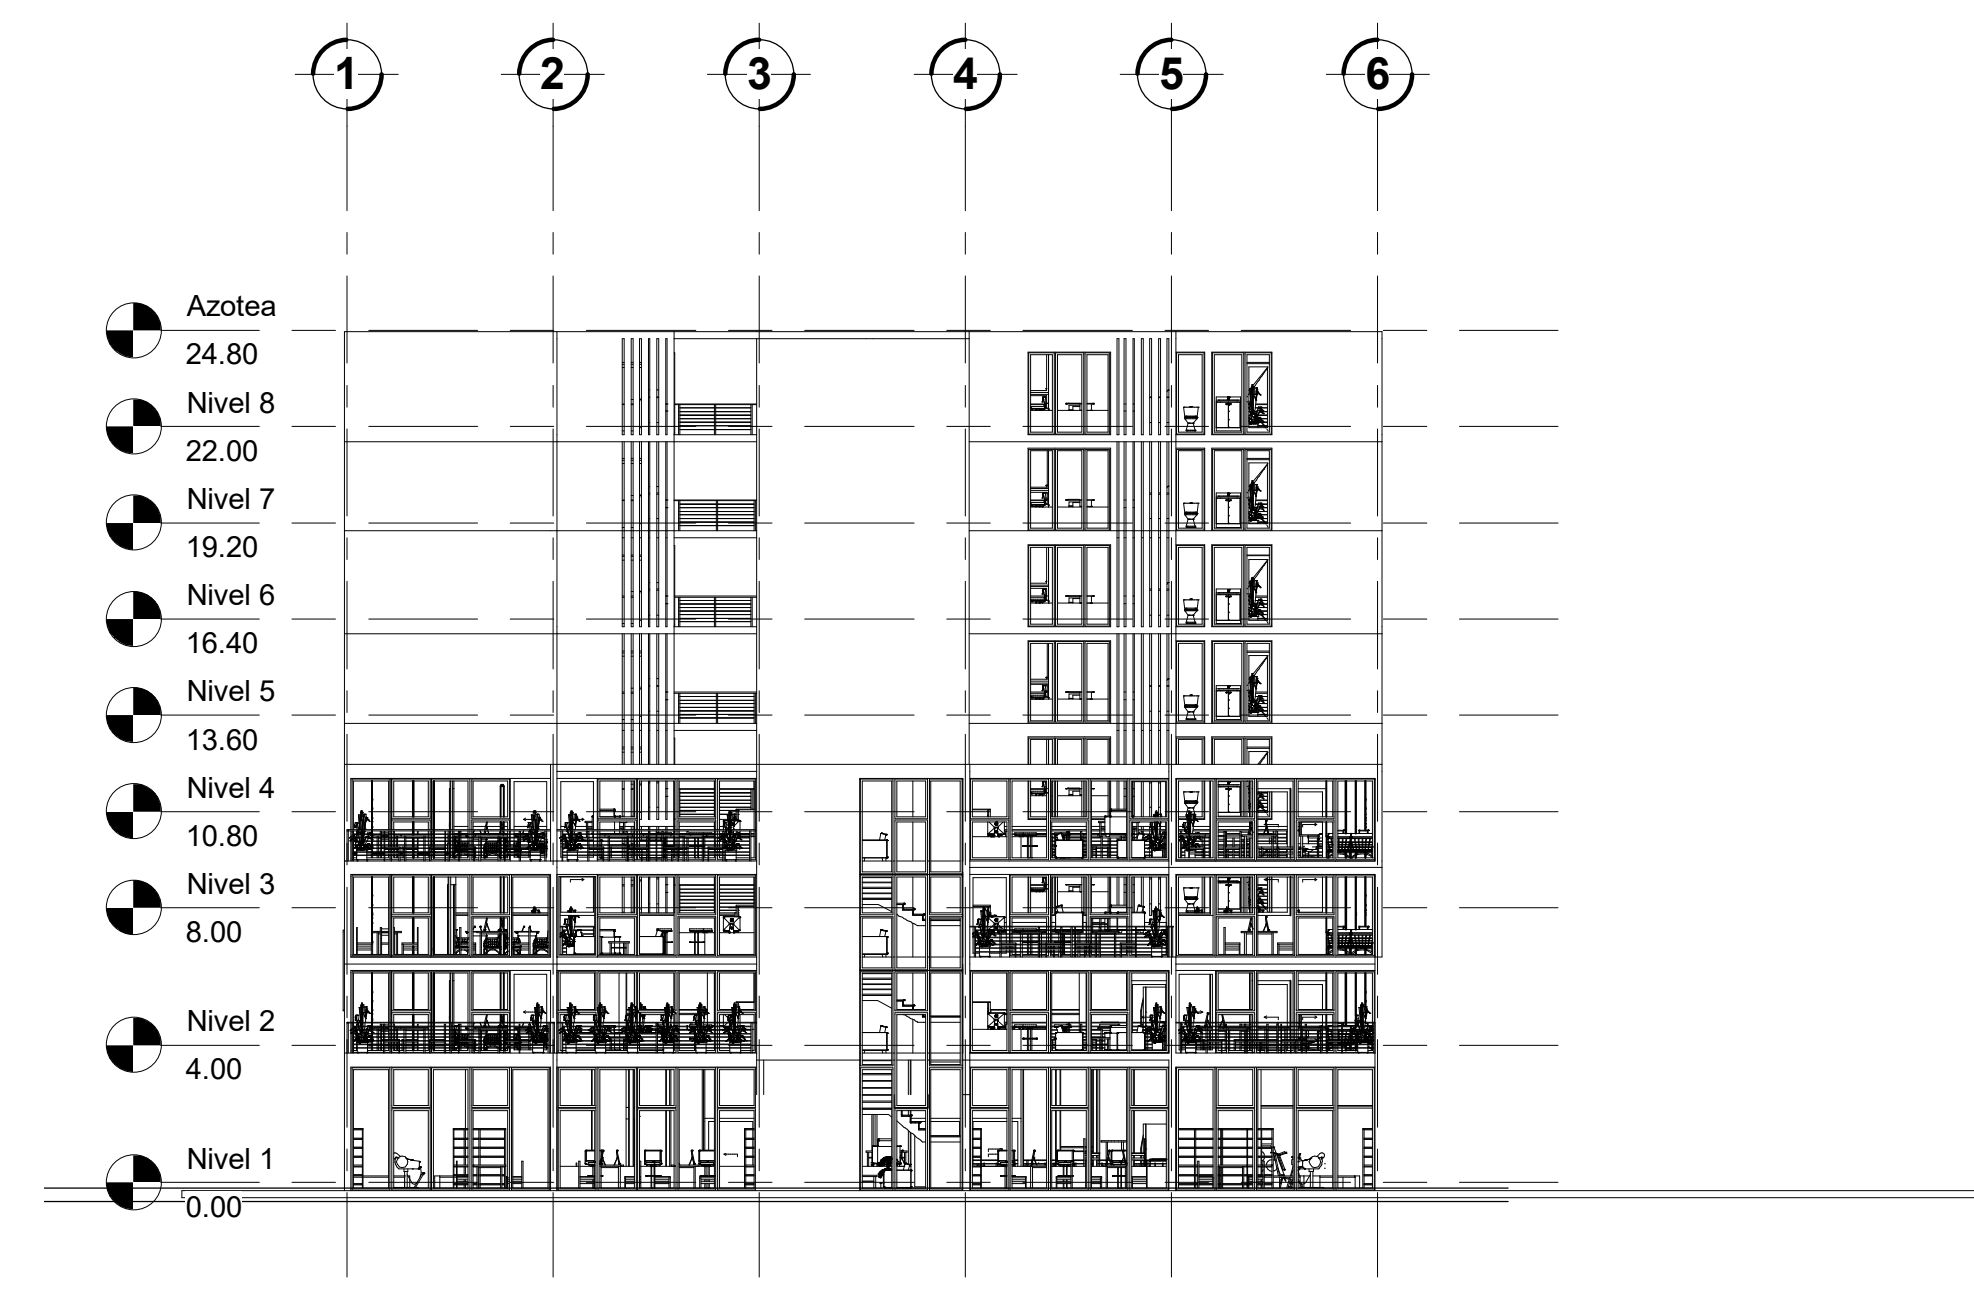 1 2 3 4 5 6
Azotea
24.80
Nivel 8
22.00
Nivel 7
19.20
Nivel 6
16.40
Nivel 5
13.60
Nivel 4
10.80
Nivel 3
8.00
Nivel 2
4.00
Nivel 1
0.00